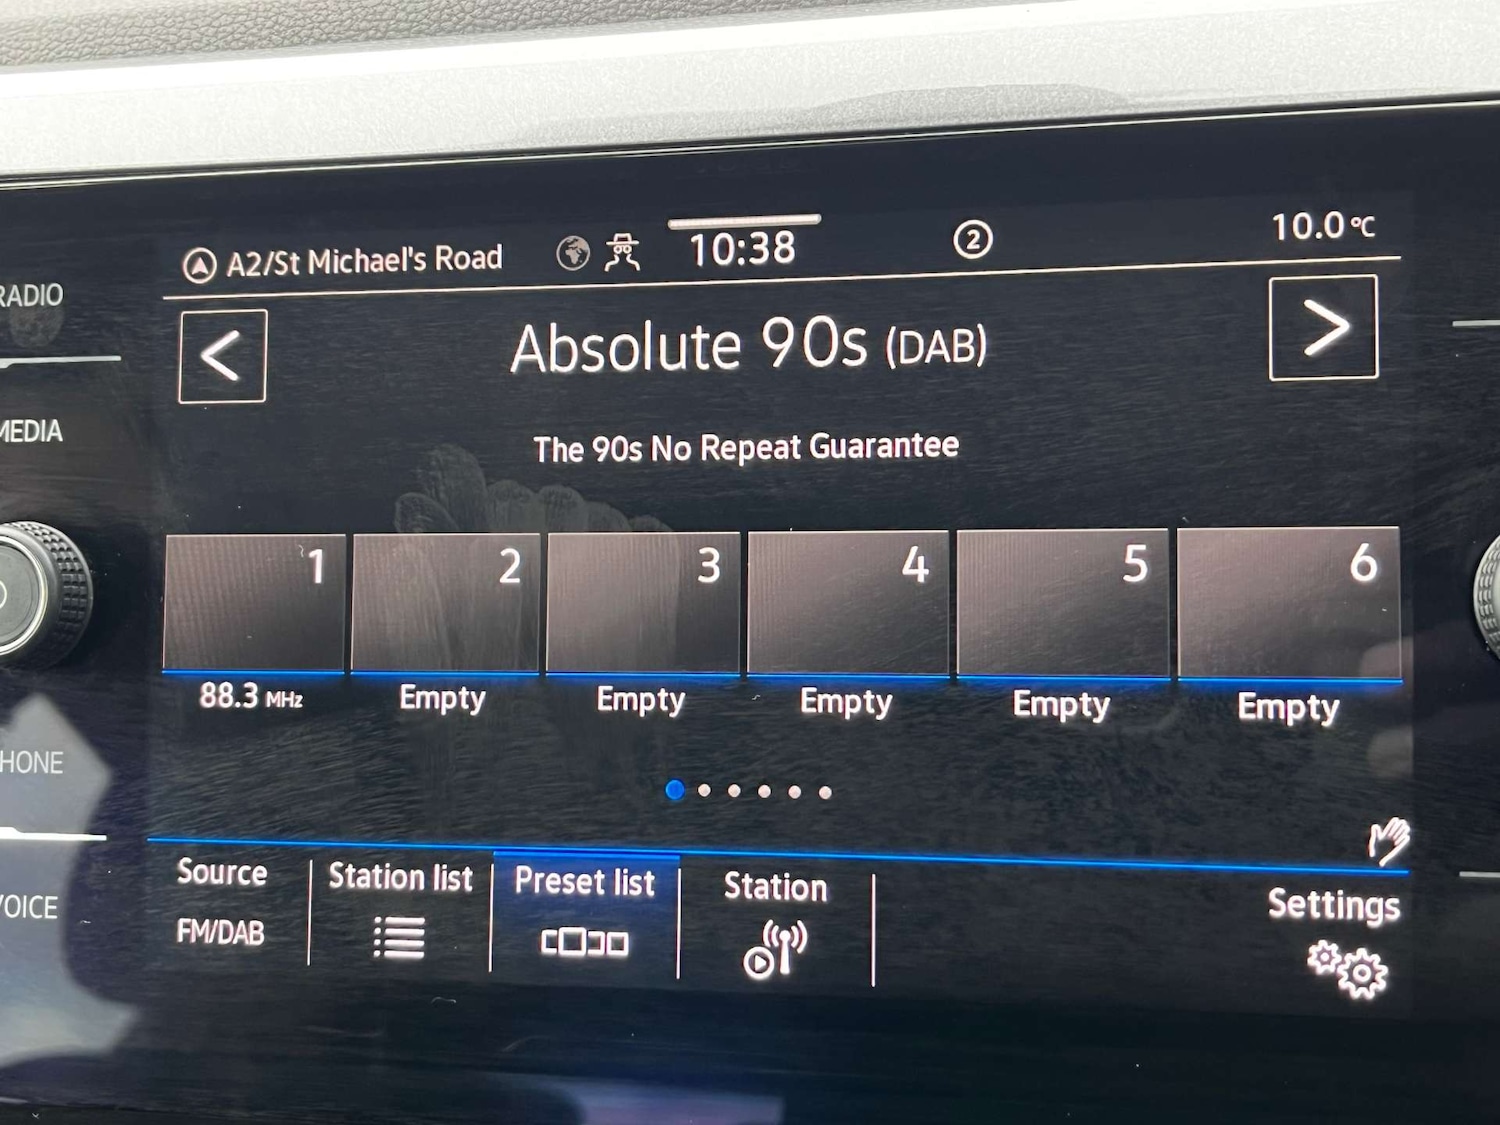 A2/St Michael's Road 10:38 2 10.0°C
RADIO
< Absolute 90s (DAB) >
MEDIA
The 90s No Repeat Guarantee
1 2 3 4 5 6
88.3 MHz Empty Empty Empty Empty Empty
PHONE
Source Station list Preset list Station Settings
FM/DAB
VOICE